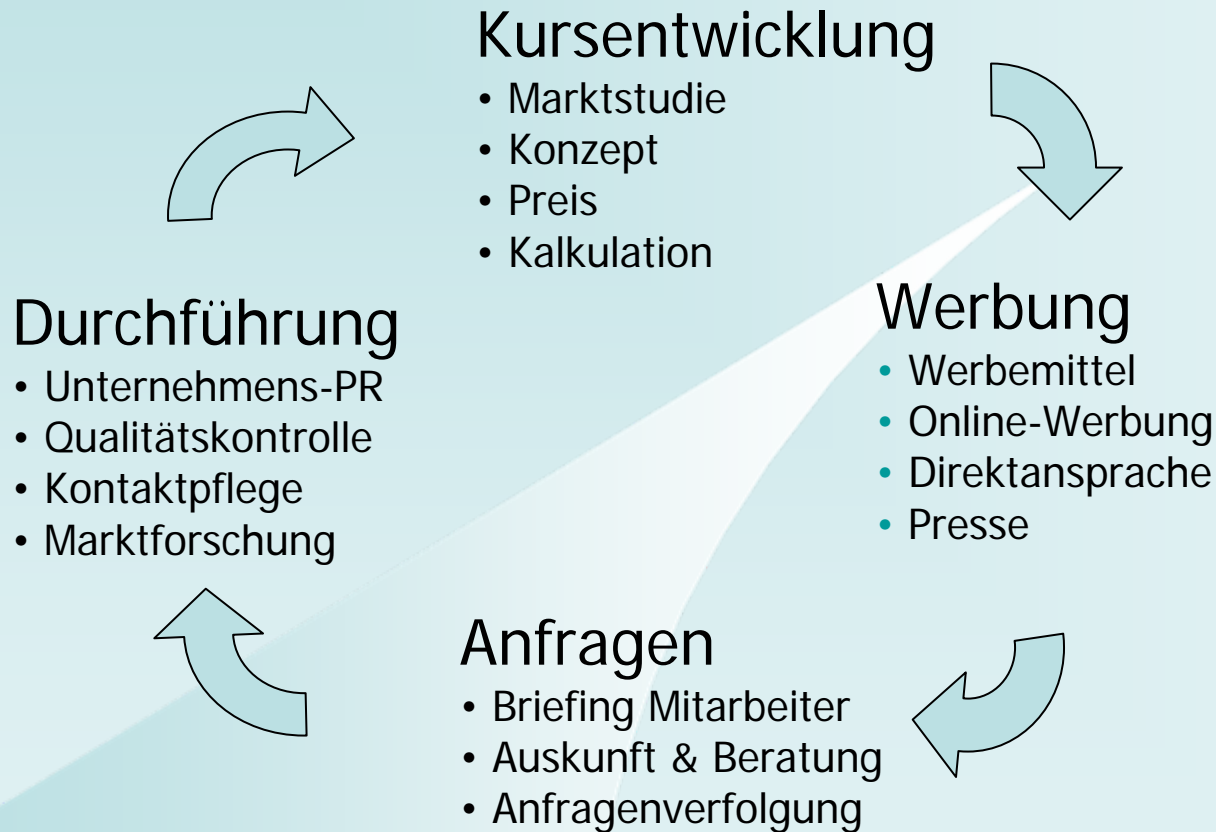 Kursentwicklung
• Marktstudie
• Konzept
• Preis
• Kalkulation
Werbung
• Werbemittel
• Online-Werbung
• Direktansprache
• Presse
Anfragen
• Briefing Mitarbeiter
• Auskunft & Beratung
• Anfragenverfolgung
Durchführung
• Unternehmens-PR
• Qualitätskontrolle
• Kontaktpflege
• Marktforschung